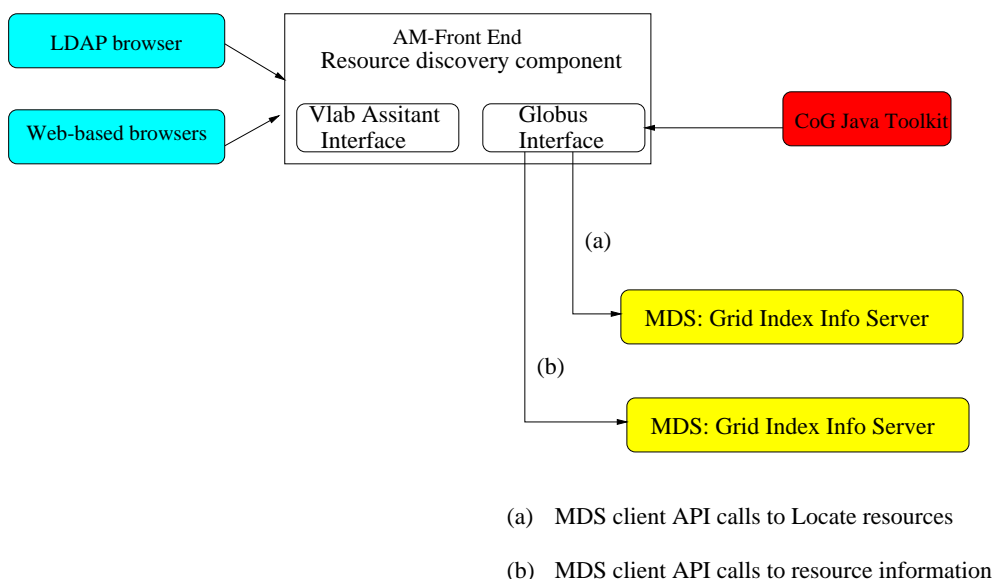 LDAP browser
Web-based browsers
AM-Front End
Resource discovery component
Vlab Assitant
Interface
Globus
Interface
CoG Java Toolkit
(a)
MDS: Grid Index Info Server
(b)
MDS: Grid Index Info Server
(a) MDS client API calls to Locate resources
(b) MDS client API calls to resource information